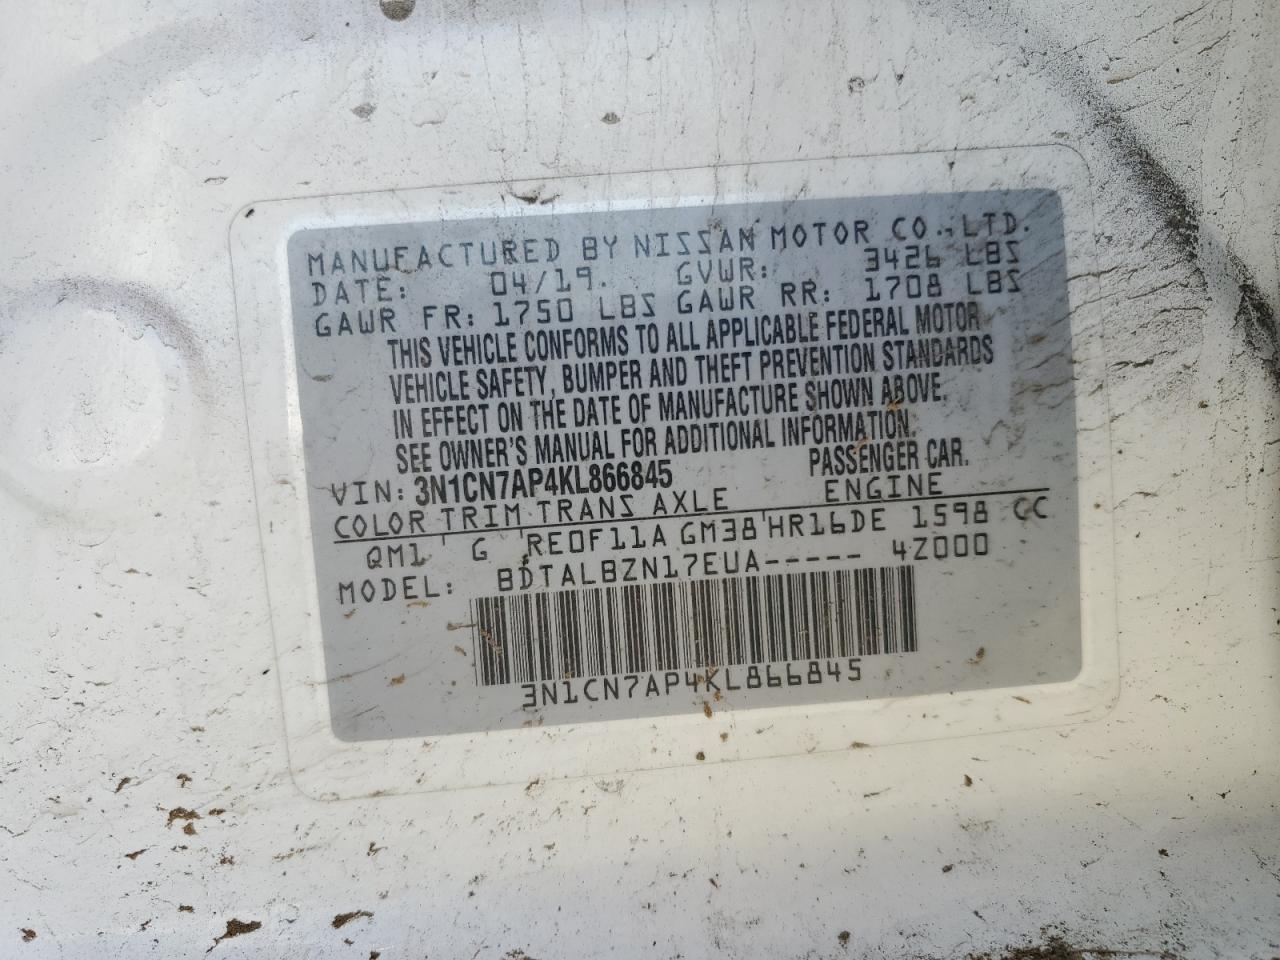 MANUFACTURED BY NISSAN MOTOR CO., LTD.
DATE: 04/19. GVWR: 3426 LBS
GAWR FR: 1750 LBS GAWR RR: 1708 LBS
THIS VEHICLE CONFORMS TO ALL APPLICABLE FEDERAL MOTOR
VEHICLE SAFETY, BUMPER AND THEFT PREVENTION STANDARDS
IN EFFECT ON THE DATE OF MANUFACTURE SHOWN ABOVE.
SEE OWNER'S MANUAL FOR ADDITIONAL INFORMATION.
VIN: 3N1CN7AP4KL866845 PASSENGER CAR.
COLOR TRIM TRANS AXLE ENGINE
QM1 ' G ' RE0F11A GM38 ' HR16DE 1598 CC
MODEL: BDTALBZN17EUA----- 4Z000
3N1CN7AP4KL866845